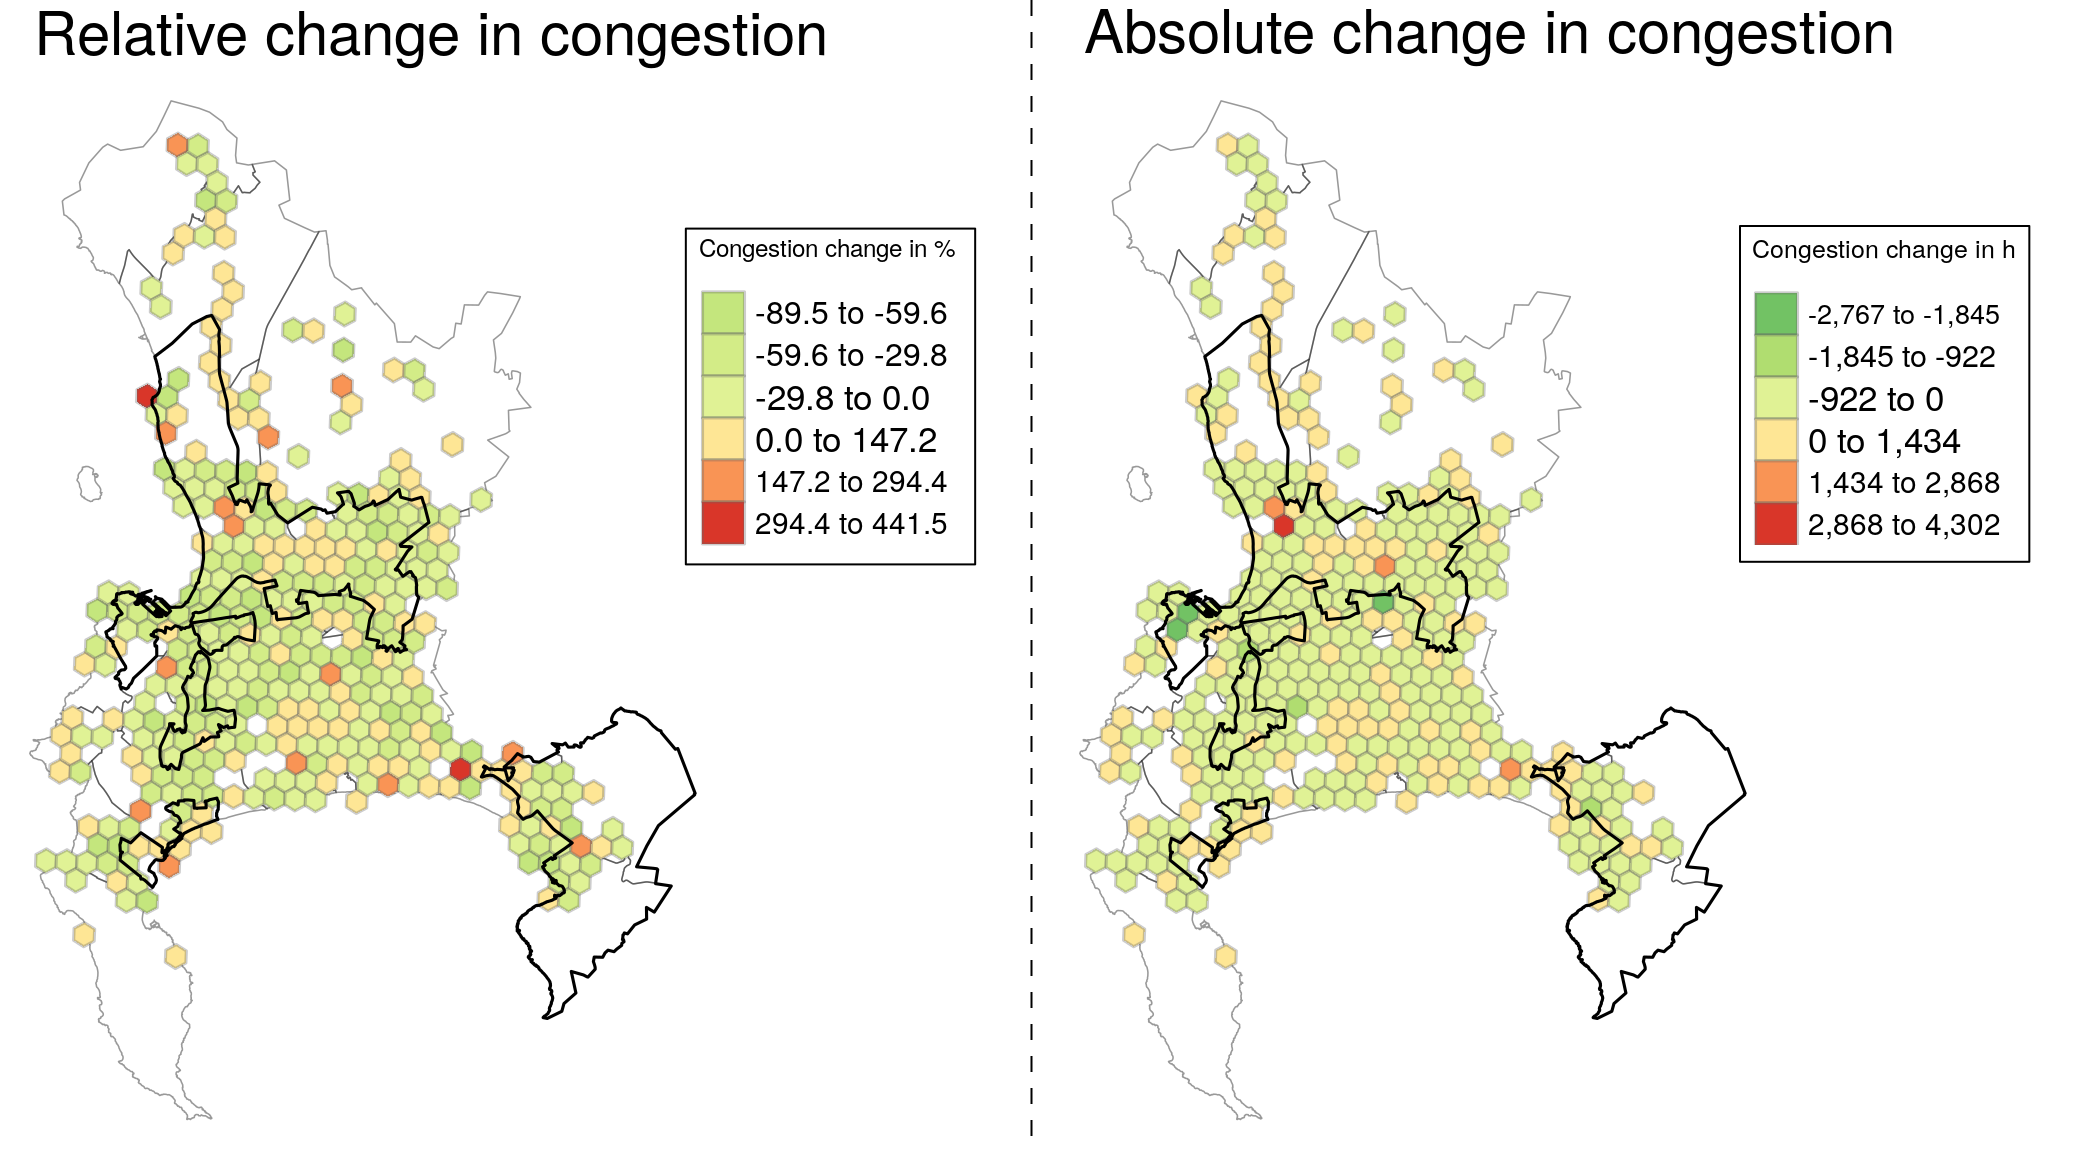 Relative change in congestion
Absolute change in congestion
Congestion change in %
-89.5 to -59.6
-59.6 to -29.8
-29.8 to 0.0
0.0 to 147.2
147.2 to 294.4
294.4 to 441.5
Congestion change in h
-2,767 to -1,845
-1,845 to -922
-922 to 0
0 to 1,434
1,434 to 2,868
2,868 to 4,302